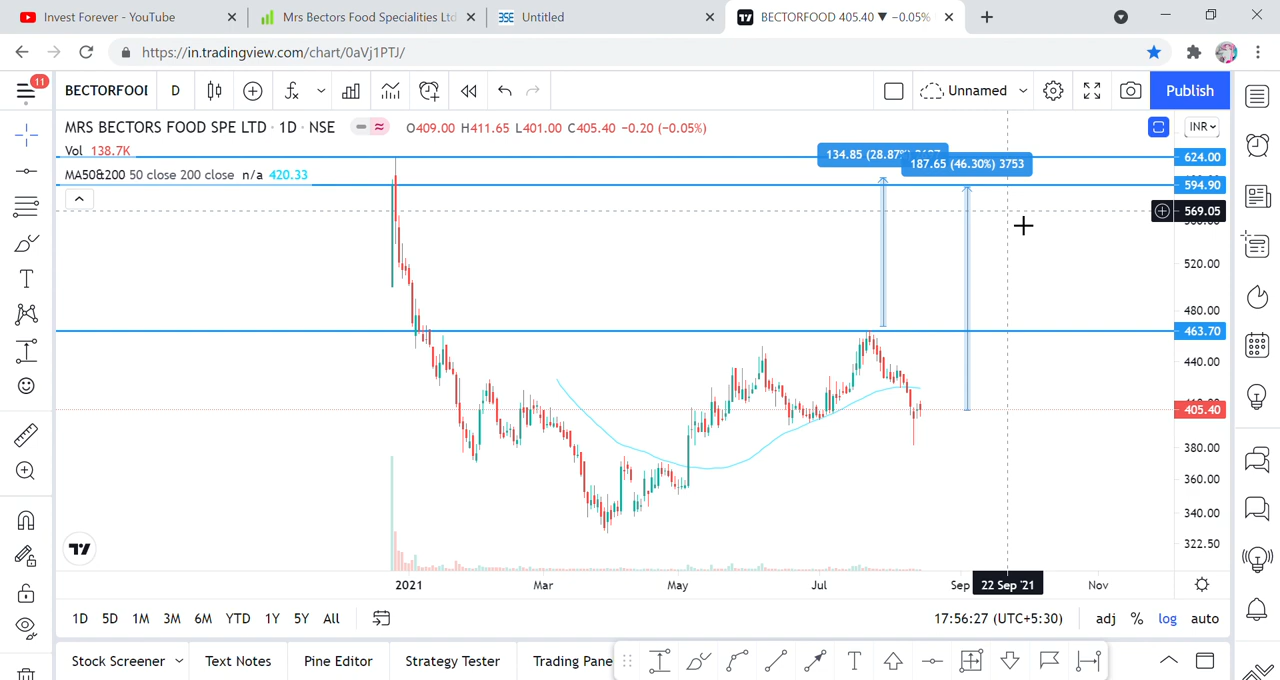 Invest Forever - YouTube
Mrs Bectors Food Specialities Ltd
BSE Untitled
BECTORFOOD 405.40 ▼ −0.05%
https://in.tradingview.com/chart/0aVj1PTJ/
11
BECTORFOOI
D
Unnamed
Publish
MRS BECTORS FOOD SPE LTD · 1D · NSE
O409.00 H411.65 L401.00 C405.40 −0.20 (−0.05%)
INR
Vol 138.7K
MA50&200 50 close 200 close n/a 420.33
134.85 (28.87%)
187.65 (46.30%) 3753
624.00
594.90
569.05
520.00
480.00
463.70
440.00
405.40
380.00
360.00
340.00
322.50
2021
Mar
May
Jul
Sep
22 Sep '21
Nov
1D
5D
1M
3M
6M
YTD
1Y
5Y
All
17:56:27 (UTC+5:30)
adj
%
log
auto
Stock Screener
Text Notes
Pine Editor
Strategy Tester
Trading Pane